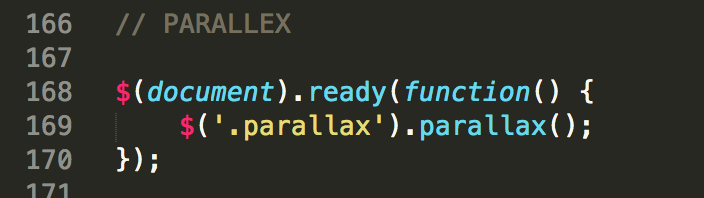 166 // PARALLEX
167
168 $(document).ready(function() {
169 $('.parallax').parallax();
170 });
171